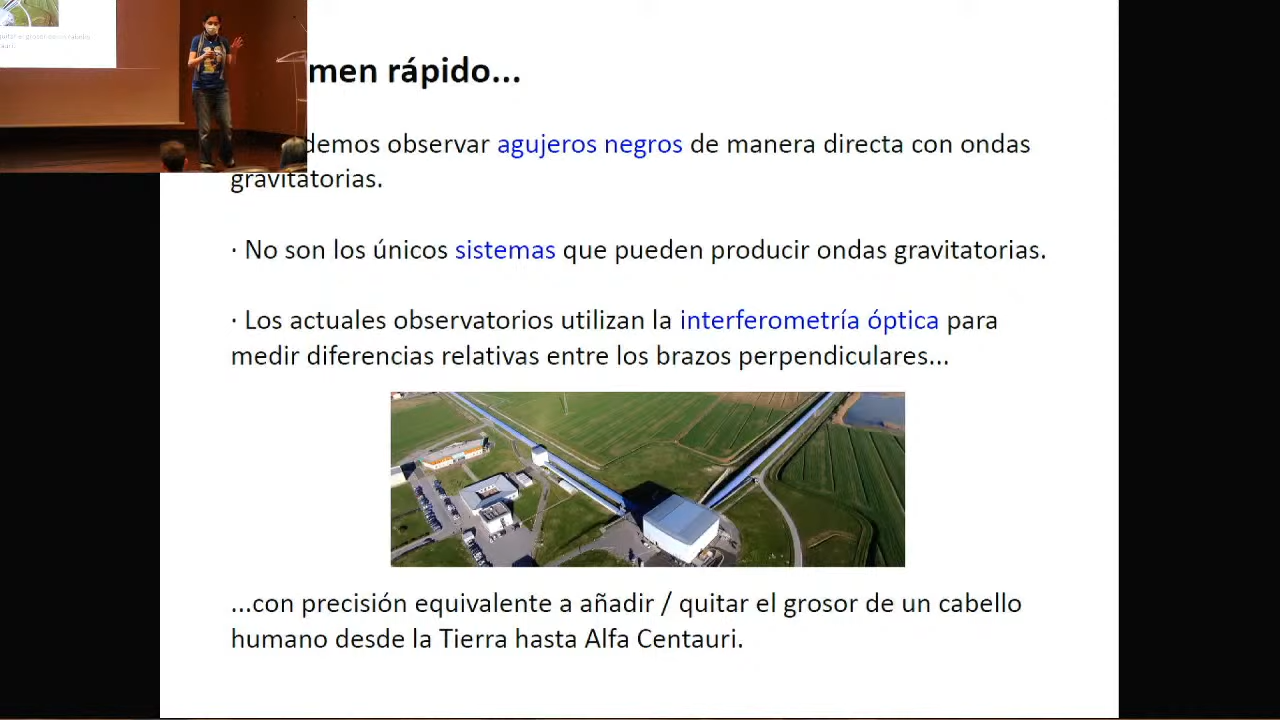 men rápido...
demos observar agujeros negros de manera directa con ondas
gravitatorias.
· No son los únicos sistemas que pueden producir ondas gravitatorias.
· Los actuales observatorios utilizan la interferometría óptica para
medir diferencias relativas entre los brazos perpendiculares...
...con precisión equivalente a añadir / quitar el grosor de un cabello
humano desde la Tierra hasta Alfa Centauri.